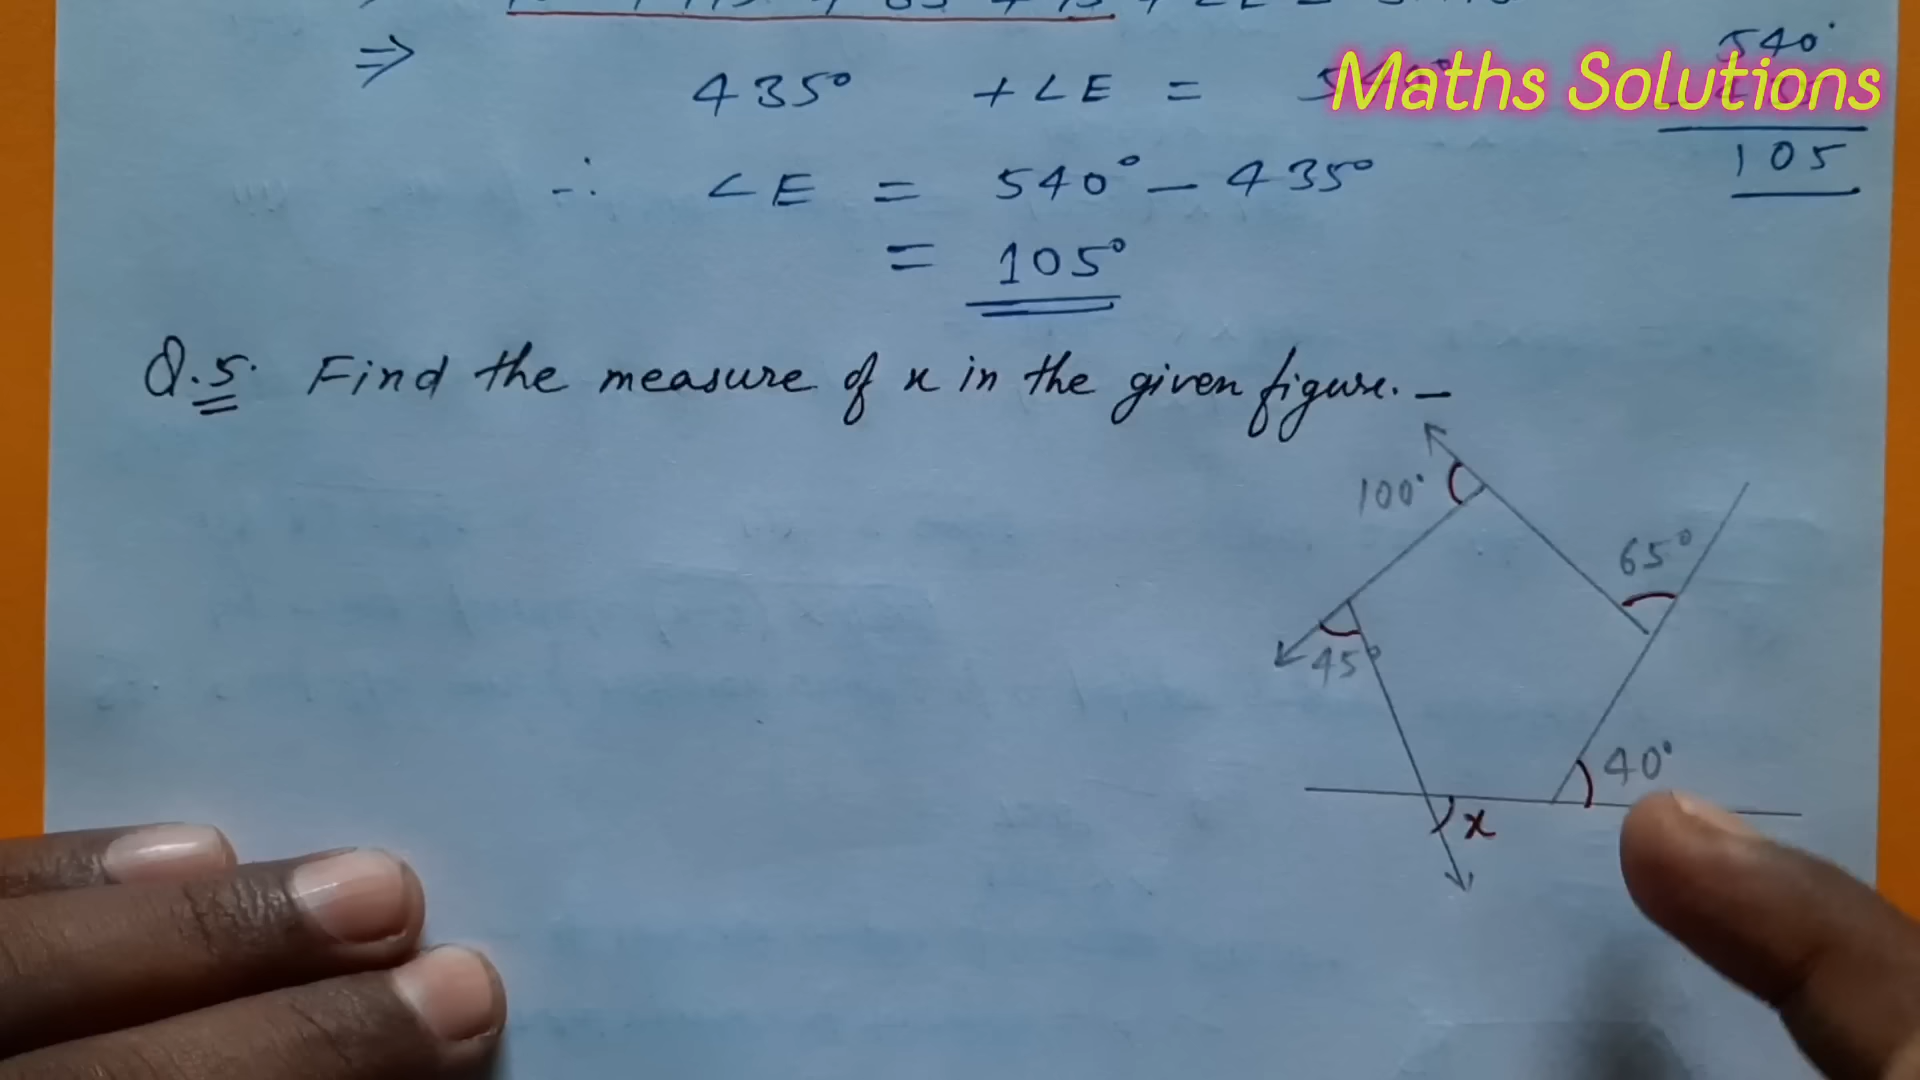 ⇒ 435° + ∠E = 540°
Maths Solutions
540°
105
∴ ∠E = 540° - 435°
= 105°
Q.5. Find the measure of x in the given figure. -
100°
65°
45°
40°
x